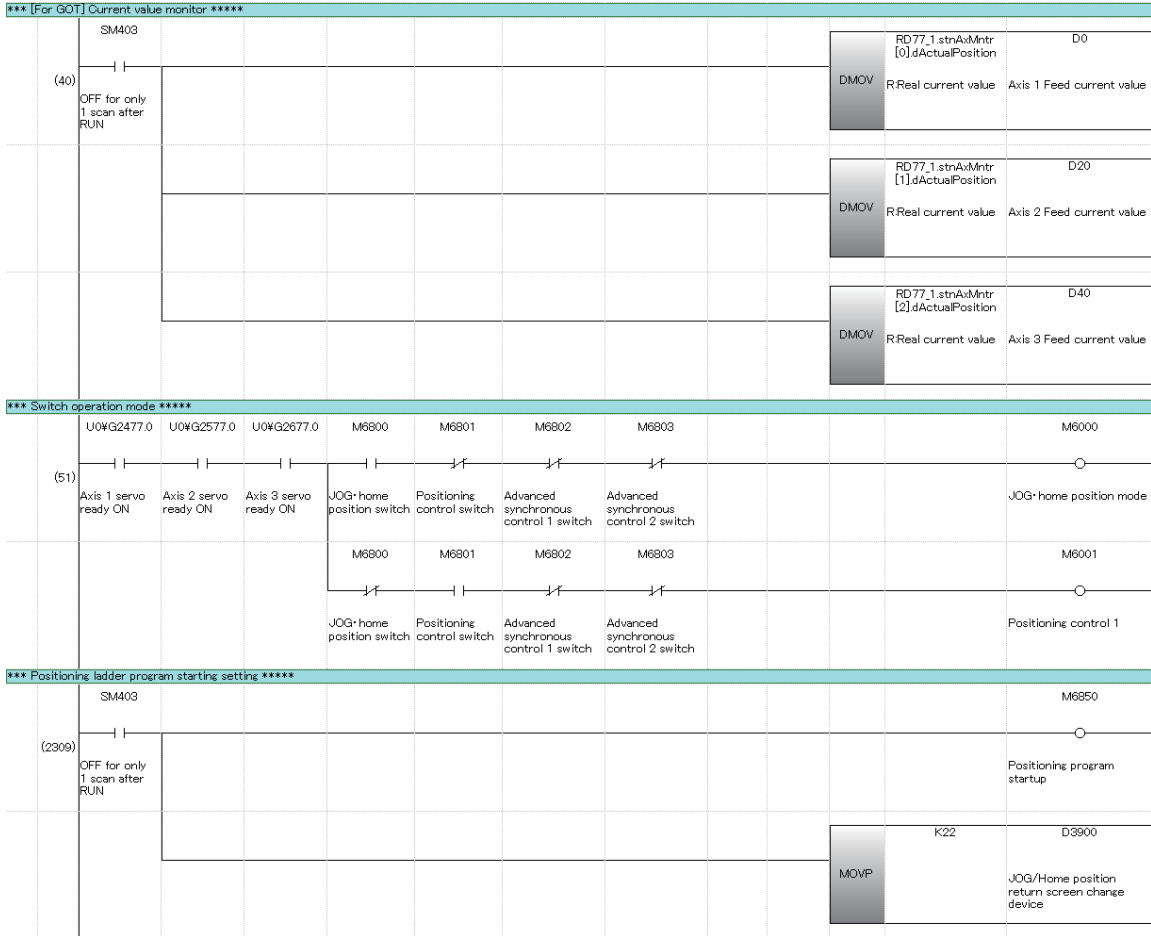 *** [For GOT] Current value monitor *****
SM403
(40)
OFF for only
1 scan after
RUN
DMOV
RD77_1.stnAxMntr
[0].dActualPosition
D0
R:Real current value
Axis 1 Feed current value
DMOV
RD77_1.stnAxMntr
[1].dActualPosition
D20
R:Real current value
Axis 2 Feed current value
DMOV
RD77_1.stnAxMntr
[2].dActualPosition
D40
R:Real current value
Axis 3 Feed current value
*** Switch operation mode *****
U0¥G2477.0 U0¥G2577.0 U0¥G2677.0 M6800 M6801 M6802 M6803 M6000
(51)
Axis 1 servo
ready ON
Axis 2 servo
ready ON
Axis 3 servo
ready ON
JOG・home
position switch
Positioning
control switch
Advanced
synchronous
control 1 switch
Advanced
synchronous
control 2 switch
JOG・home position mode
M6800 M6801 M6802 M6803 M6001
JOG・home
position switch
Positioning
control switch
Advanced
synchronous
control 1 switch
Advanced
synchronous
control 2 switch
Positioning control 1
*** Positioning ladder program starting setting *****
SM403 M6850
(2309)
OFF for only
1 scan after
RUN
Positioning program
startup
MOVP
K22
D3900
JOG/Home position
return screen change
device